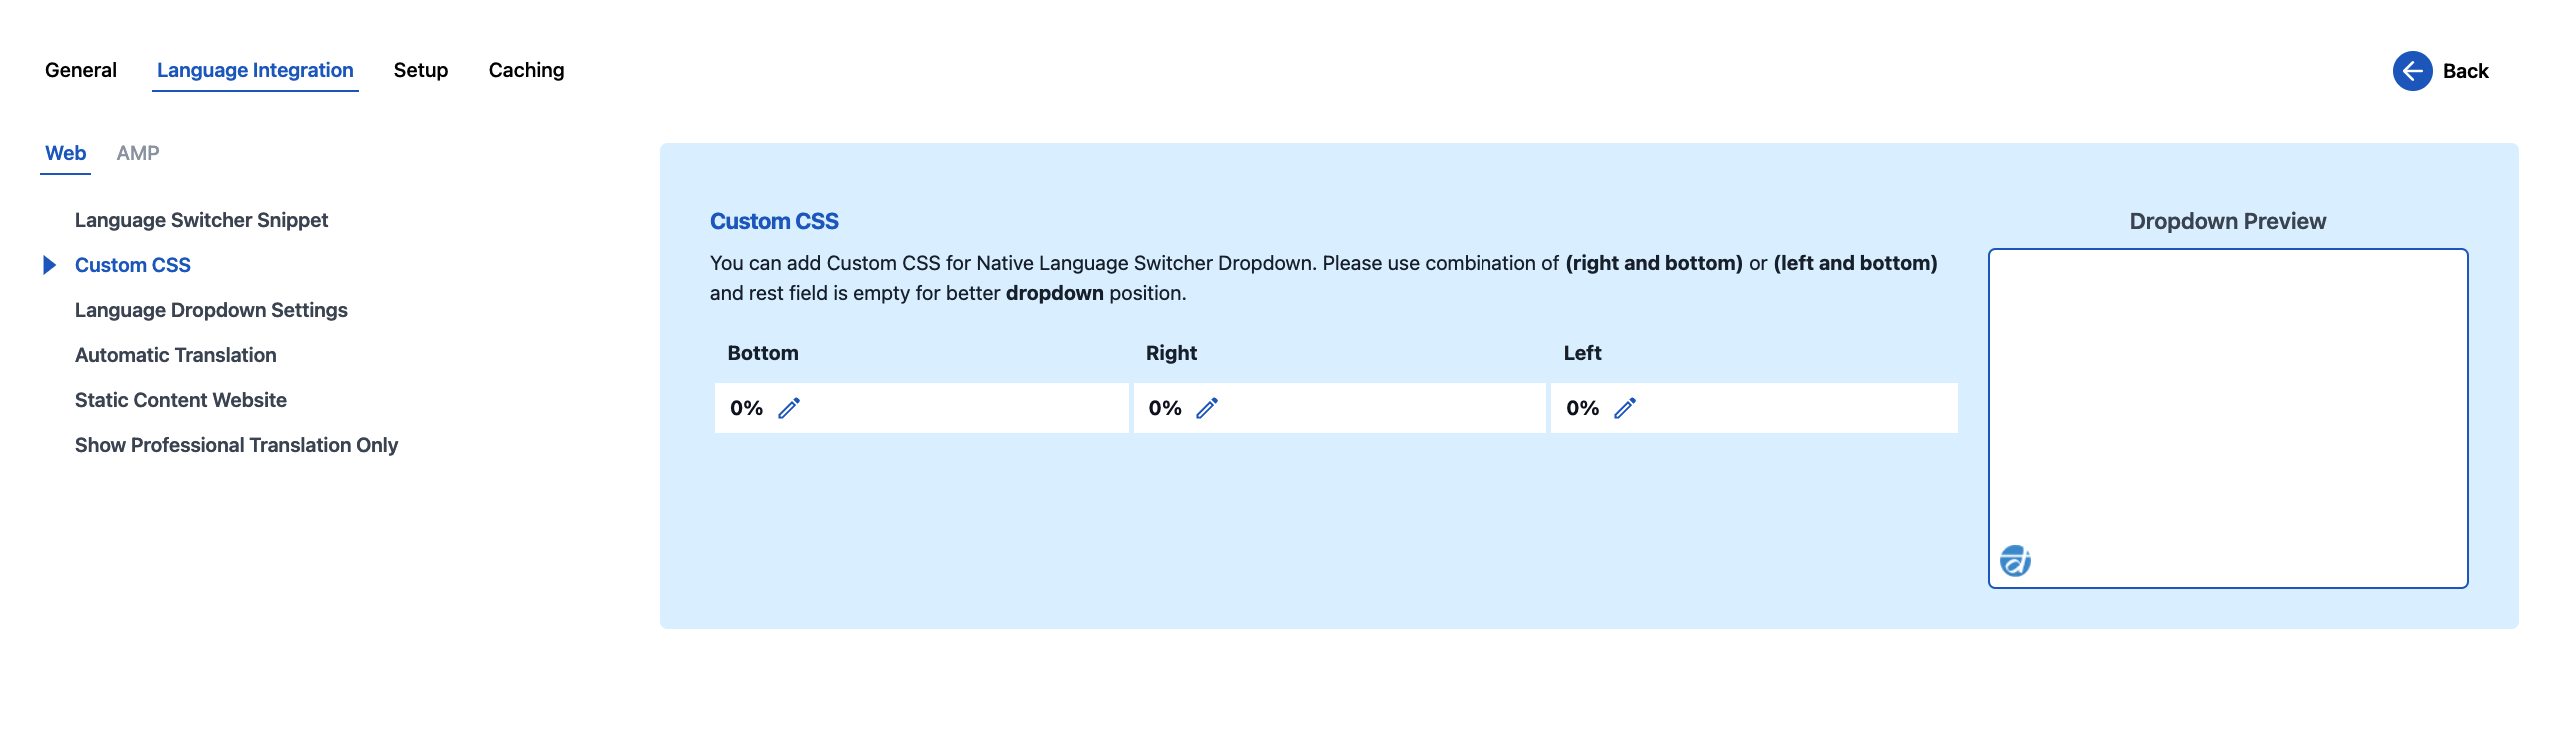 General
Language Integration
Setup
Caching
Back
Web
AMP
Language Switcher Snippet
Custom CSS
Language Dropdown Settings
Automatic Translation
Static Content Website
Show Professional Translation Only
Custom CSS
You can add Custom CSS for Native Language Switcher Dropdown. Please use combination of (right and bottom) or (left and bottom)
and rest field is empty for better dropdown position.
Bottom
Right
Left
0%
0%
0%
Dropdown Preview